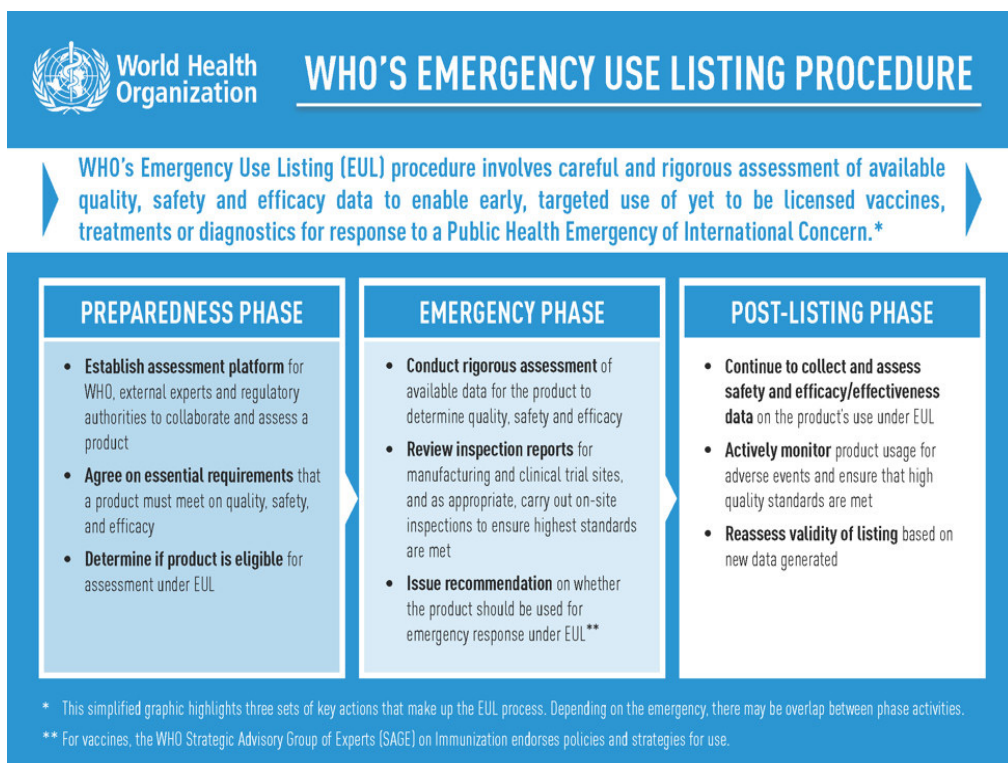 World Health
Organization
WHO'S EMERGENCY USE LISTING PROCEDURE
WHO's Emergency Use Listing (EUL) procedure involves careful and rigorous assessment of available
quality, safety and efficacy data to enable early, targeted use of yet to be licensed vaccines,
treatments or diagnostics for response to a Public Health Emergency of International Concern.*
PREPAREDNESS PHASE
• Establish assessment platform for
WHO, external experts and regulatory
authorities to collaborate and assess a
product
• Agree on essential requirements that
a product must meet on quality, safety,
and efficacy
• Determine if product is eligible for
assessment under EUL
EMERGENCY PHASE
• Conduct rigorous assessment of
available data for the product to
determine quality, safety and efficacy
• Review inspection reports for
manufacturing and clinical trial sites,
and as appropriate, carry out on-site
inspections to ensure highest standards
are met
• Issue recommendation on whether
the product should be used for
emergency response under EUL**
POST-LISTING PHASE
• Continue to collect and assess
safety and efficacy/effectiveness
data on the product's use under EUL
• Actively monitor product usage for
adverse events and ensure that high
quality standards are met
• Reassess validity of listing based on
new data generated
* This simplified graphic highlights three sets of key actions that make up the EUL process. Depending on the emergency, there may be overlap between phase activities.
** For vaccines, the WHO Strategic Advisory Group of Experts (SAGE) on Immunization endorses policies and strategies for use.